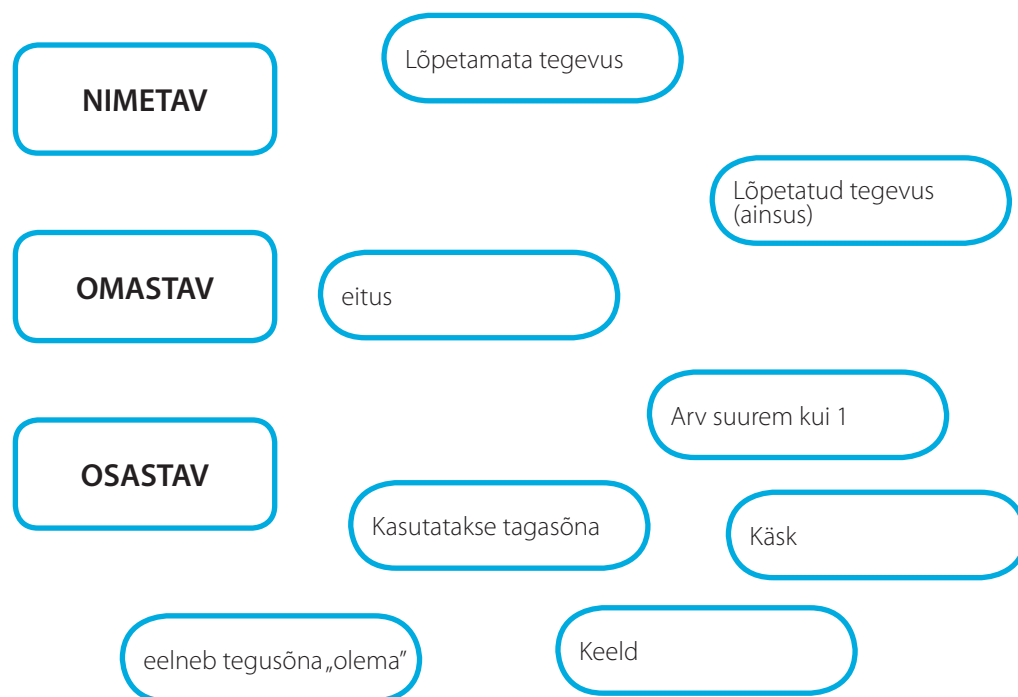 Lõpetamata tegevus
NIMETAV
Lõpetatud tegevus
(ainsus)
OMASTAV
eitus
Arv suurem kui 1
OSASTAV
Kasutatakse tagasõna
Käsk
eelneb tegusõna „olema”
Keeld